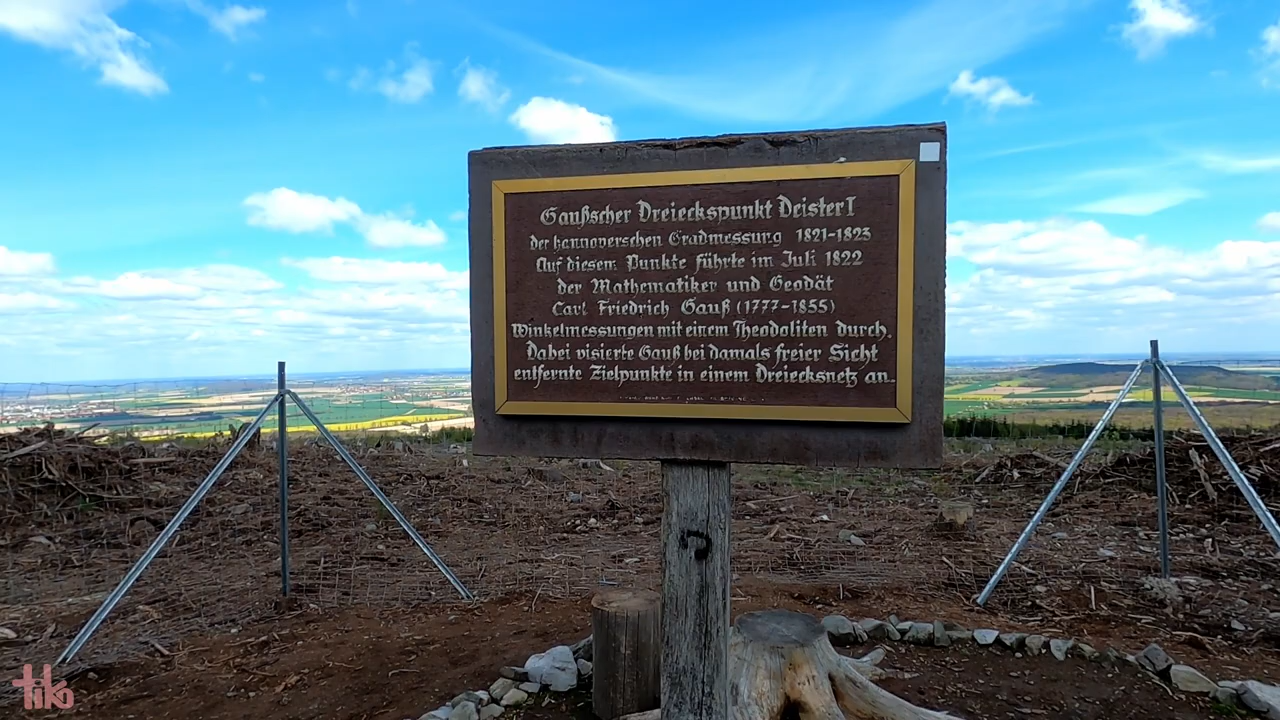 Gaußscher Dreieckspunkt Deister I
der hannoverschen Gradmessung 1821-1823
Auf diesem Punkte führte im Juli 1822
der Mathematiker und Geodät
Carl Friedrich Gauß (1777-1855)
Winkelmessungen mit einem Theodoliten durch.
Dabei visierte Gauß bei damals freier Sicht
entfernte Zielpunkte in einem Dreiecksnetz an.
tiko